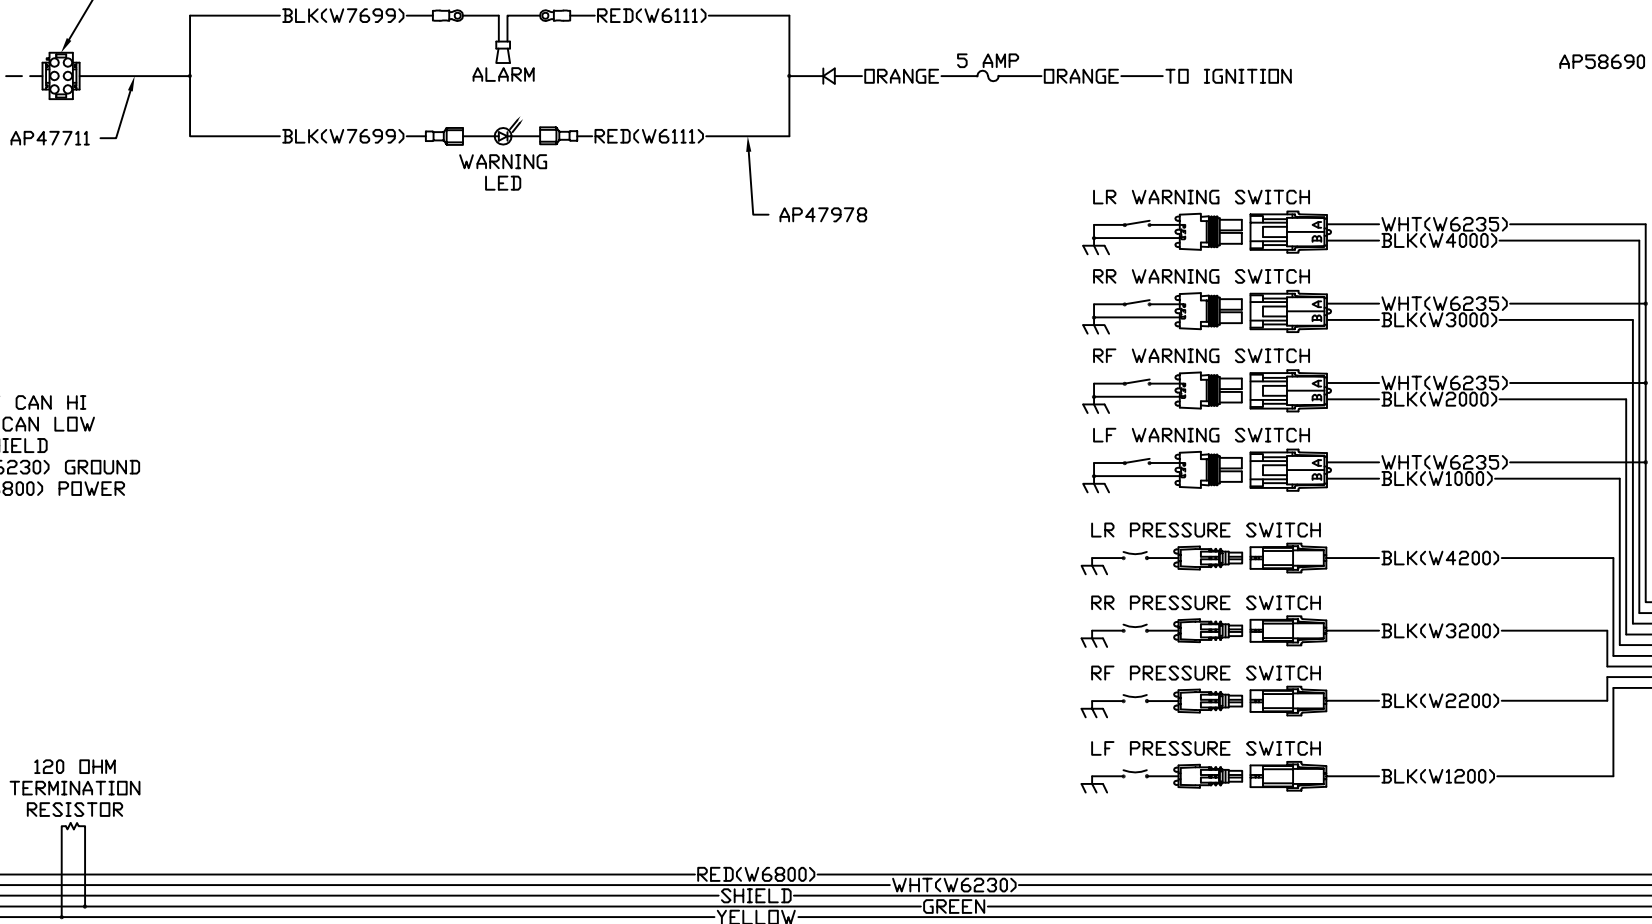 BLK(W7699)
RED(W6111)
ALARM
ORANGE
5 AMP
ORANGE
TO IGNITION
AP58690
AP47711
BLK(W7699)
RED(W6111)
WARNING
LED
AP47978
LR WARNING SWITCH
A
B
WHT(W6235)
BLK(W4000)
RR WARNING SWITCH
A
B
WHT(W6235)
BLK(W3000)
RF WARNING SWITCH
A
B
WHT(W6235)
BLK(W2000)
LF WARNING SWITCH
A
B
WHT(W6235)
BLK(W1000)
CAN HI
CAN LOW
IELD
6230) GROUND
800) POWER
LR PRESSURE SWITCH
BLK(W4200)
RR PRESSURE SWITCH
BLK(W3200)
RF PRESSURE SWITCH
BLK(W2200)
LF PRESSURE SWITCH
BLK(W1200)
120 OHM
TERMINATION
RESISTOR
RED(W6800)
WHT(W6230)
SHIELD
GREEN
YELLOW